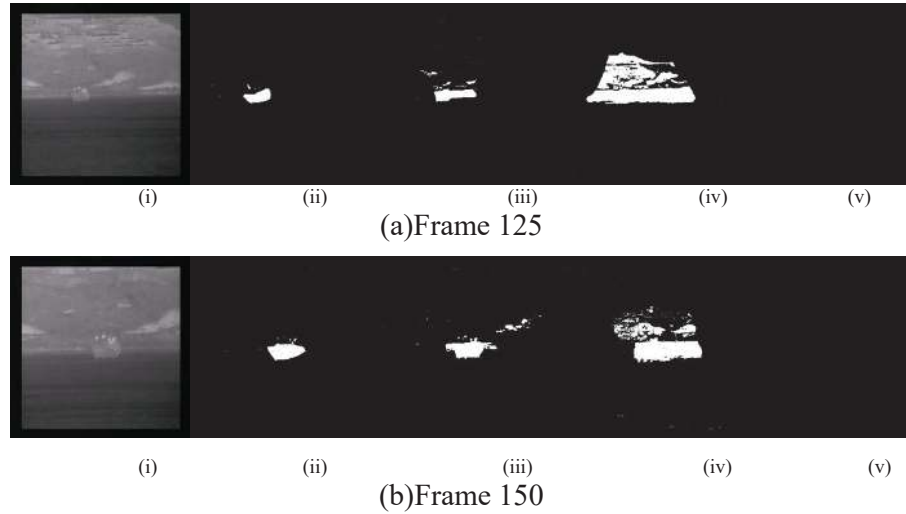 (i) (ii) (iii) (iv) (v)
(a)Frame 125
(i) (ii) (iii) (iv) (v)
(b)Frame 150